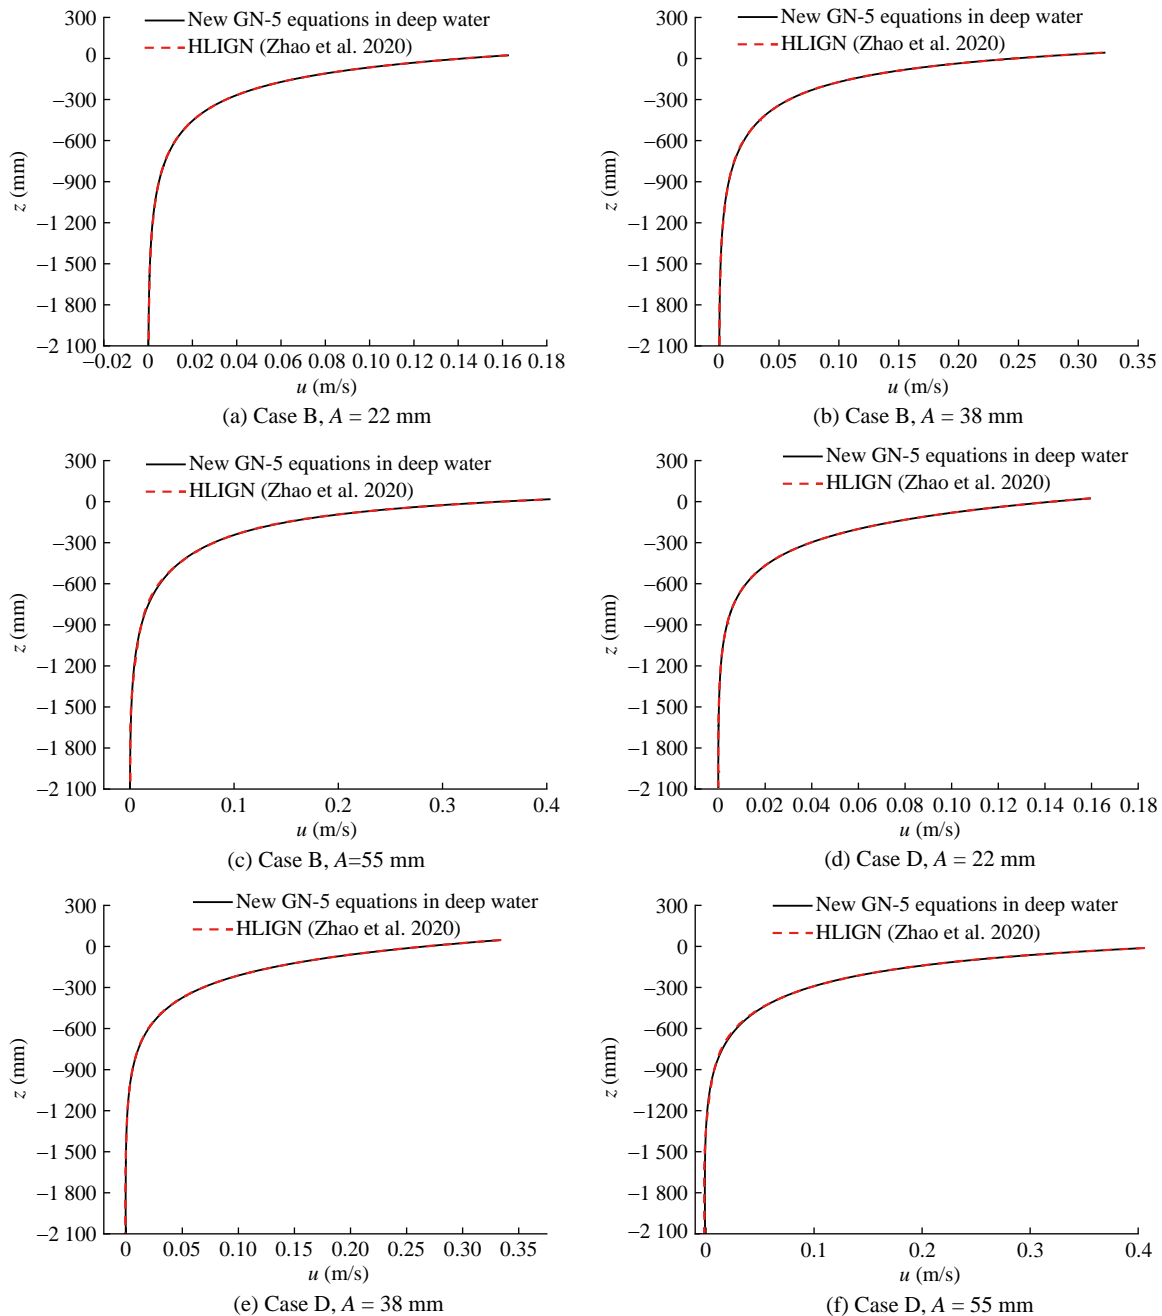 New GN-5 equations in deep water
HLIGN (Zhao et al. 2020)
300
0
−300
−600
−900
−1 200
−1 500
−1 800
−2 100
z (mm)
−0.02 0 0.02 0.04 0.06 0.08 0.10 0.12 0.14 0.16 0.18
u (m/s)
(a) Case B, A = 22 mm
New GN-5 equations in deep water
HLIGN (Zhao et al. 2020)
300
0
−300
−600
−900
−1 200
−1 500
−1 800
−2 100
z (mm)
0 0.05 0.10 0.15 0.20 0.25 0.30 0.35
u (m/s)
(b) Case B, A = 38 mm
New GN-5 equations in deep water
HLIGN (Zhao et al. 2020)
300
0
−300
−600
−900
−1 200
−1 500
−1 800
−2 100
z (mm)
0 0.1 0.2 0.3 0.4
u (m/s)
(c) Case B, A=55 mm
New GN-5 equations in deep water
HLIGN (Zhao et al. 2020)
300
0
−300
−600
−900
−1 200
−1 500
−1 800
−2 100
z (mm)
0 0.02 0.04 0.06 0.08 0.10 0.12 0.14 0.16 0.18
u (m/s)
(d) Case D, A = 22 mm
New GN-5 equations in deep water
HLIGN (Zhao et al. 2020)
300
0
−300
−600
−900
−1 200
−1 500
−1 800
−2 100
z (mm)
0 0.05 0.10 0.15 0.20 0.25 0.30 0.35
u (m/s)
(e) Case D, A = 38 mm
New GN-5 equations in deep water
HLIGN (Zhao et al. 2020)
300
0
−300
−600
−900
−1 200
−1 500
−1 800
−2 100
z (mm)
0 0.1 0.2 0.3 0.4
u (m/s)
(f) Case D, A = 55 mm